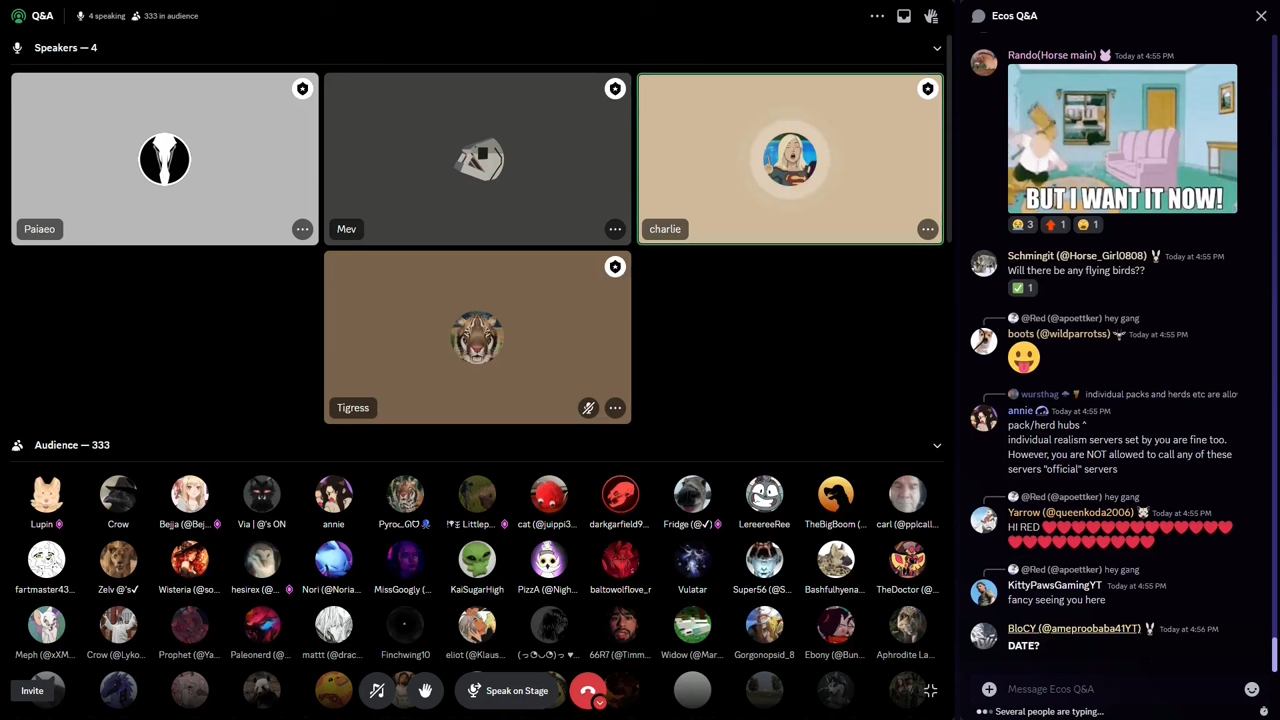 Q&A
4 speaking
333 in audience
Ecos Q&A
Speakers — 4
Paiaeo
Mev
charlie
Tigress
Audience — 333
Lupin
Crow
Bejja (@Bej...
Via | @'s ON
annie
cat (@juippi3...
darkgarfield9...
Fridge (@✓)
LereereeRee
TheBigBoom (...
carl (@pplcall...
fartmaster43...
Zelv @'s✓
Wisteria (@so...
hesirex (@...
Nori (@Noria...
MissGoogly (...
KaiSugarHigh
PizzA (@Nigh...
baltowolflove_r
Vulatar
Super56 (@S...
Bashfulhyena...
TheDoctor (@...
Meph (@xXM...
Crow (@Lyko...
Prophet (@Ya...
Paleonerd (@...
mattt (@drac...
Finchwing10
eliot (@Klaus...
66R7 (@Timm...
Widow (@Mar...
Gorgonopsid_8
Ebony (@Bun...
Aphrodite La...
Invite
Speak on Stage
Rando(Horse main) Today at 4:55 PM
BUT I WANT IT NOW!
3 1 1
Schmingit (@Horse_Girl0808) Today at 4:55 PM
Will there be any flying birds??
1
@Red (@apoettker) hey gang
boots (@wildparrotss) Today at 4:55 PM
wursthag individual packs and herds etc are allo
annie Today at 4:55 PM
pack/herd hubs ^
individual realism servers set by you are fine too.
However, you are NOT allowed to call any of these
servers "official" servers
@Red (@apoettker) hey gang
Yarrow (@queenkoda2006) Today at 4:55 PM
HI RED
@Red (@apoettker) hey gang
KittyPawsGamingYT Today at 4:55 PM
fancy seeing you here
BloCY (@ameproobaba41YT) Today at 4:56 PM
DATE?
Message Ecos Q&A
Several people are typing...